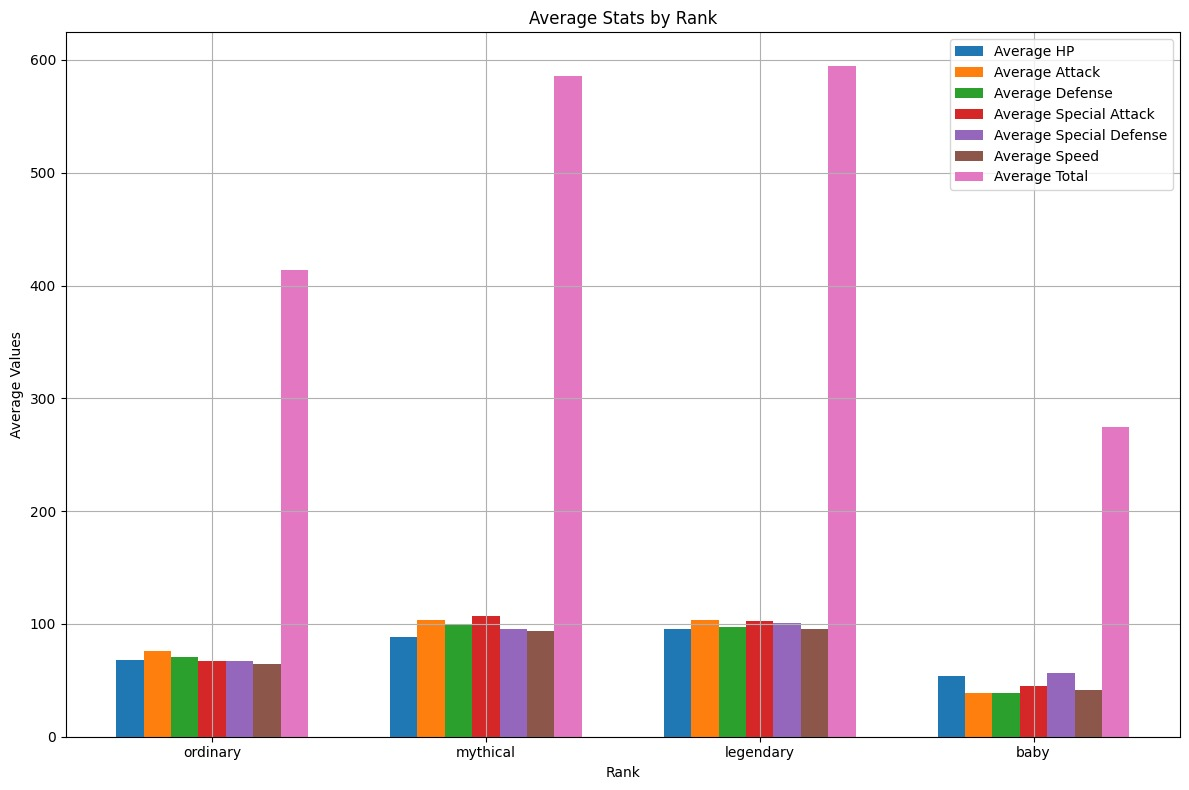 Average Stats by Rank
Average HP
Average Attack
Average Defense
Average Special Attack
Average Special Defense
Average Speed
Average Total
600
500
400
300
200
100
0
Average Values
ordinary
mythical
legendary
baby
Rank